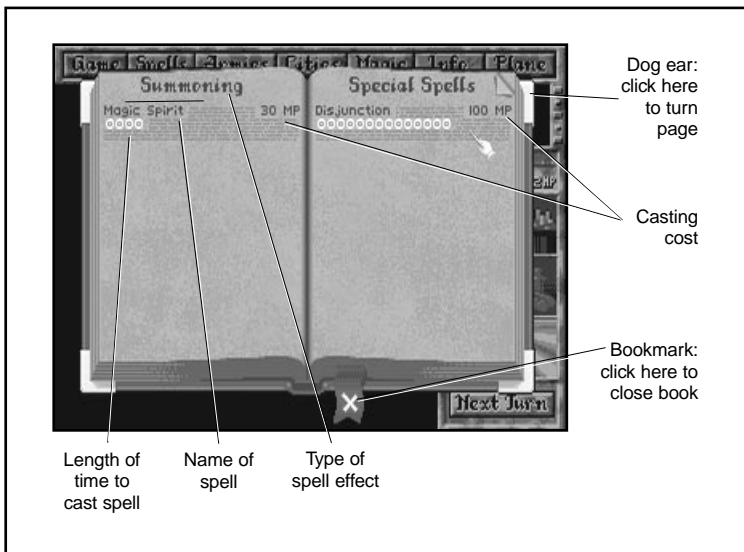 Game Spells Armies Cities Magic Info Plane
Summoning
Magic Spirit 30 MP
Special Spells
Disjunction 100 MP
Next Turn
Dog ear:
click here
to turn
page
Casting
cost
Bookmark:
click here to
close book
Length of
time to
cast spell
Name of
spell
Type of
spell effect